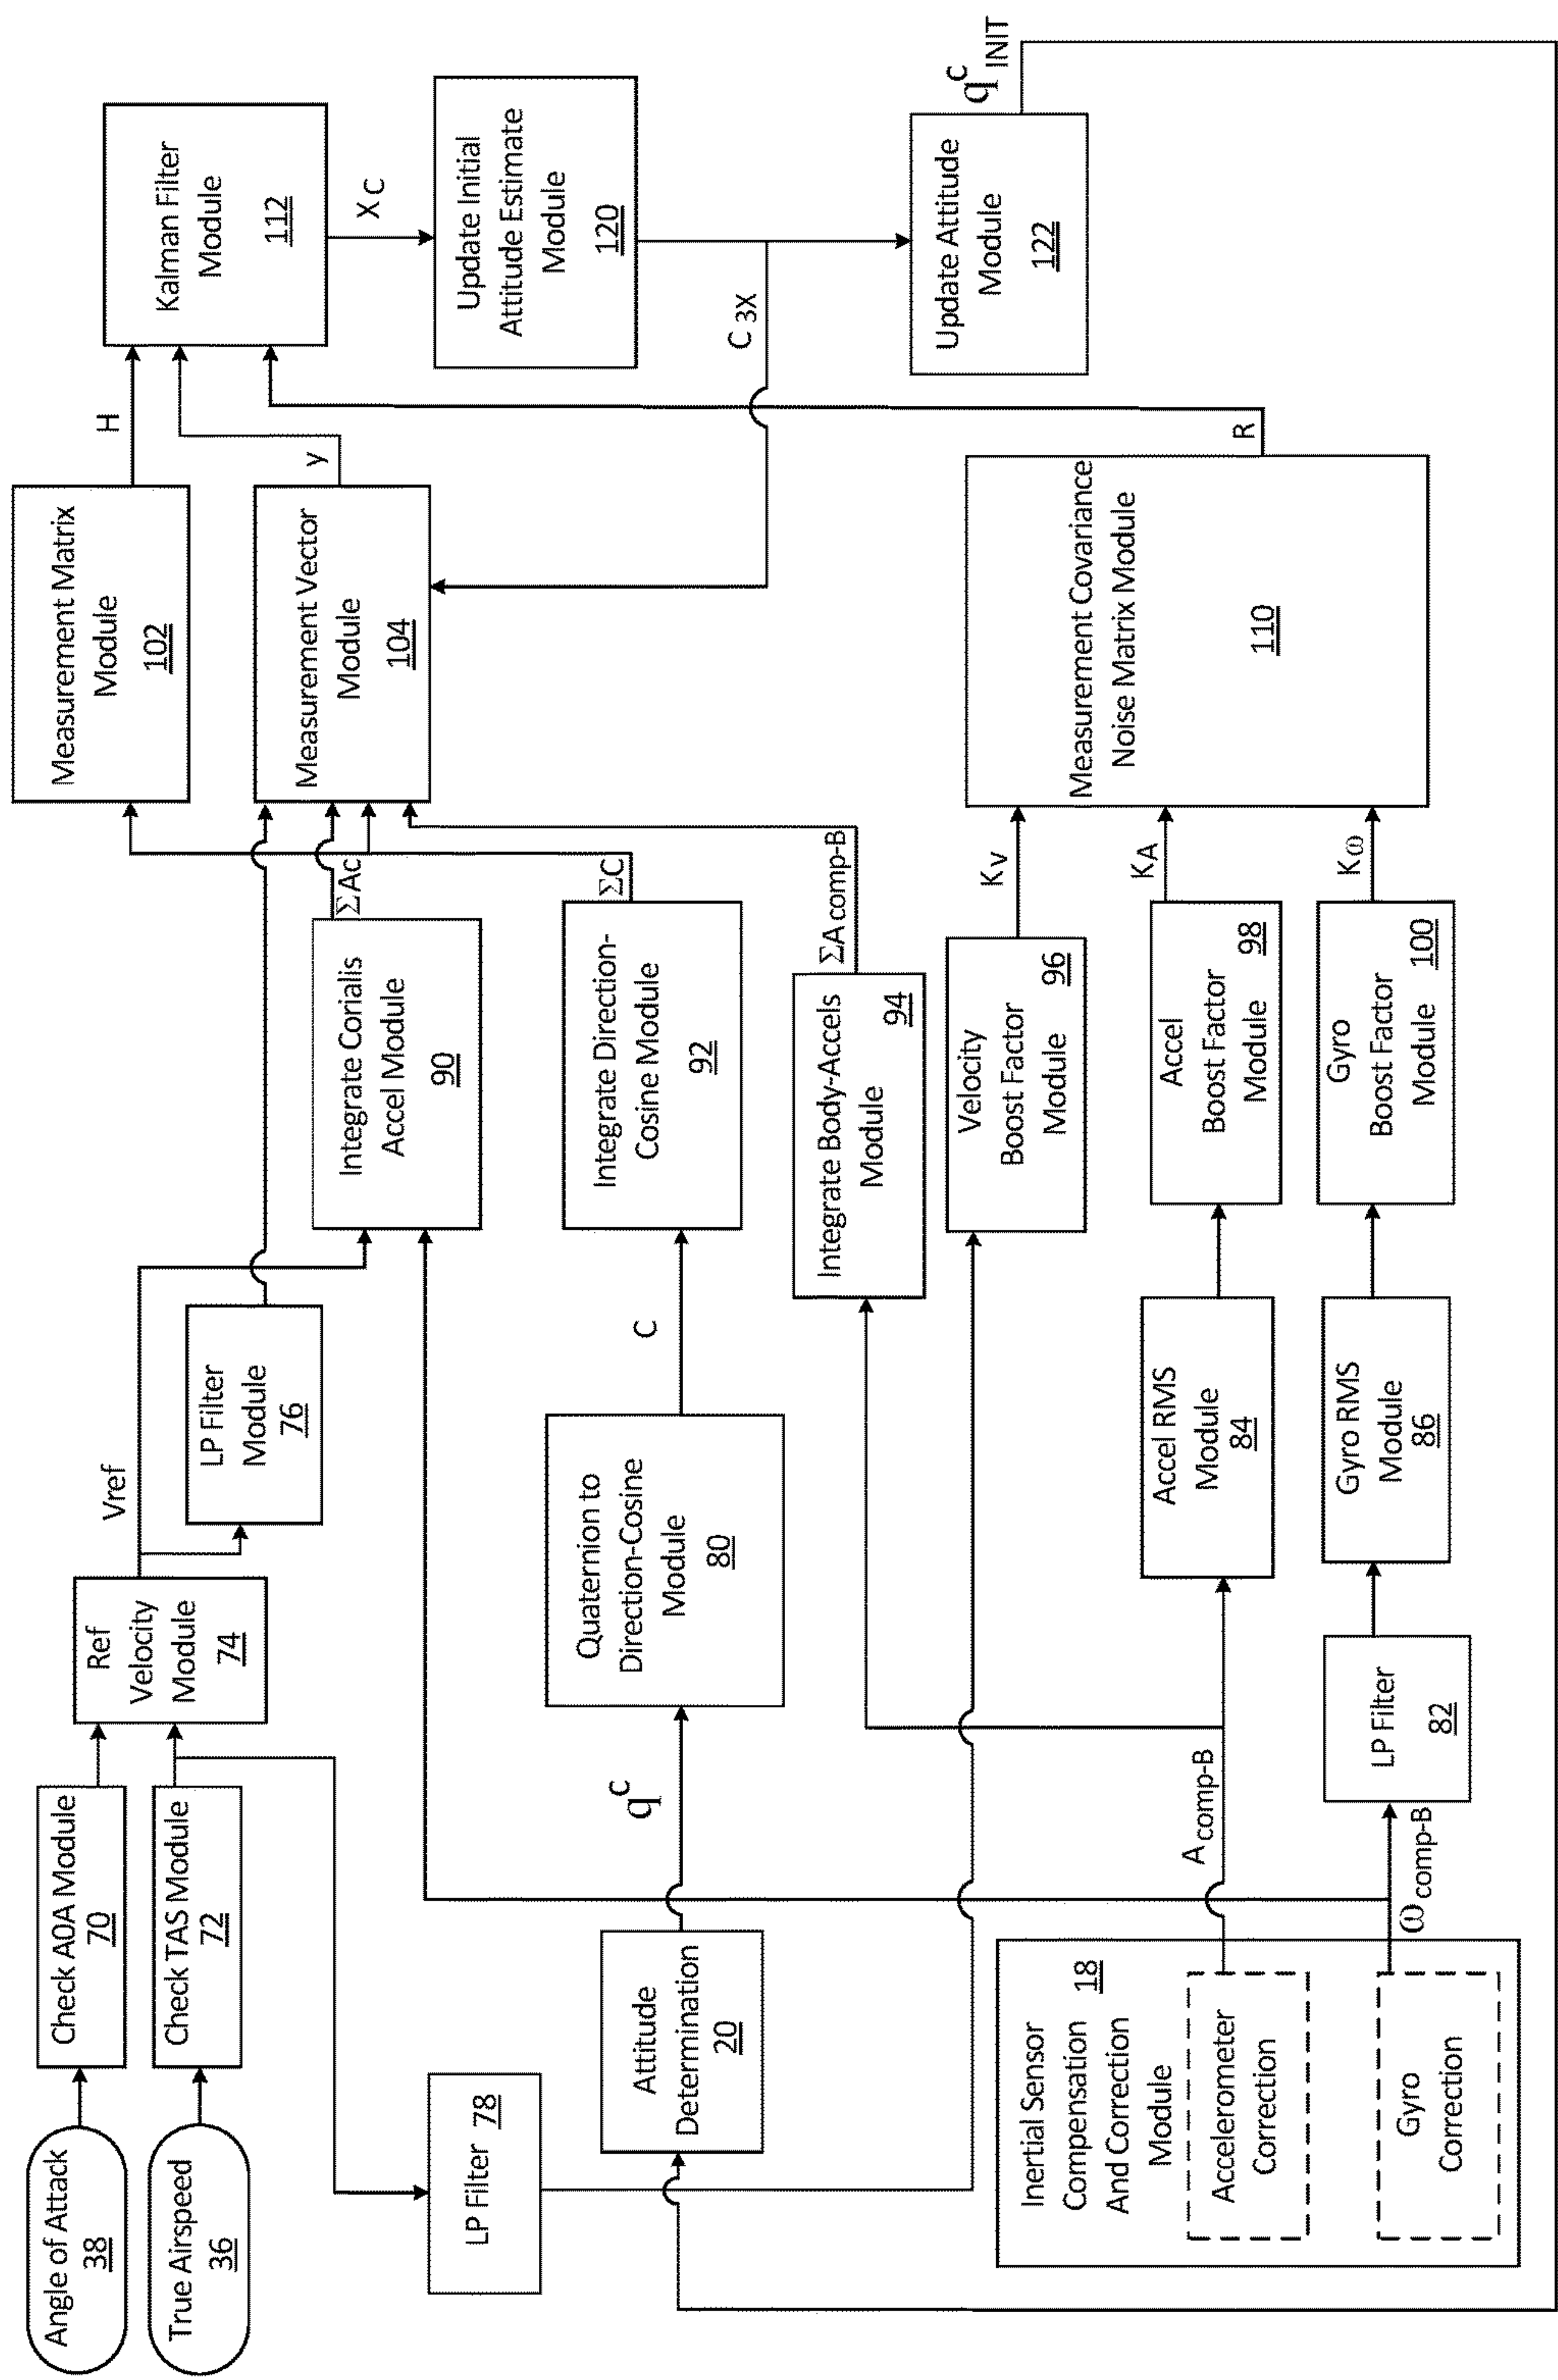 Angle of Attack
38
True Airspeed
36
Check A0A Module
70
Check TAS Module
72
Ref
Velocity
Module
74
Vref
LP Filter
Module
76
LP Filter 78
Attitude
Determination
20
q^C
Quaternion to
Direction-Cosine
Module
80
C
Integrate Corialis
Accel Module
90
ΣAc
Integrate Direction-
Cosine Module
92
ΣC
Integrate Body-Accels
Module
94
ΣA comp-B
Velocity
Boost Factor
Module
96
Kv
Inertial Sensor
Compensation
And Correction
Module
18
Accelerometer
Correction
Gyro
Correction
A comp-B
ω comp-B
LP Filter
82
Accel RMS
Module
84
Gyro RMS
Module
86
Accel
Boost Factor
Module
98
KA
Gyro
Boost Factor
Module
100
Kω
Measurement Matrix
Module
102
H
Measurement Vector
Module
104
y
Measurement Covariance
Noise Matrix Module
110
R
Kalman Filter
Module
112
XC
Update Initial
Attitude Estimate
Module
120
C 3X
Update Attitude
Module
122
q^C INIT